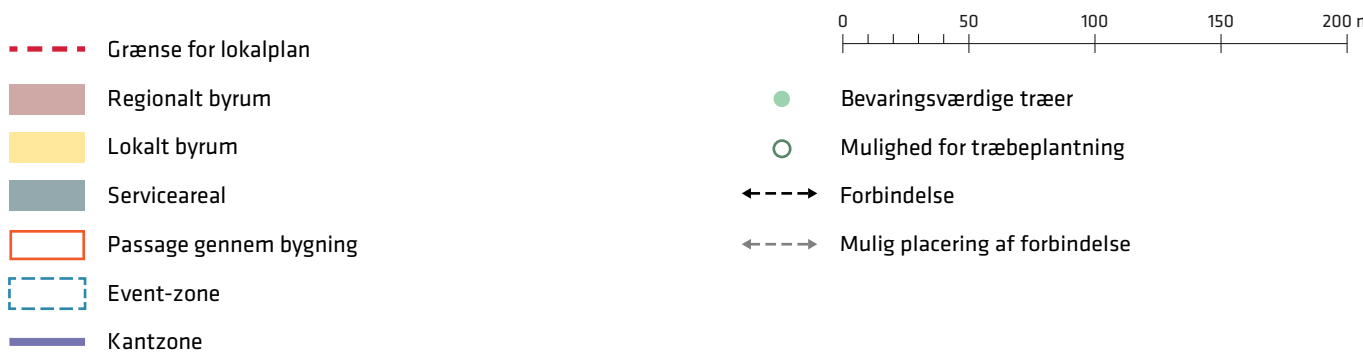 Grænse for lokalplan
Regionalt byrum
Lokalt byrum
Serviceareal
Passage gennem bygning
Event-zone
Kantzone
0 50 100 150 200 m
Bevaringsværdige træer
Mulighed for træbeplantning
Forbindelse
Mulig placering af forbindelse